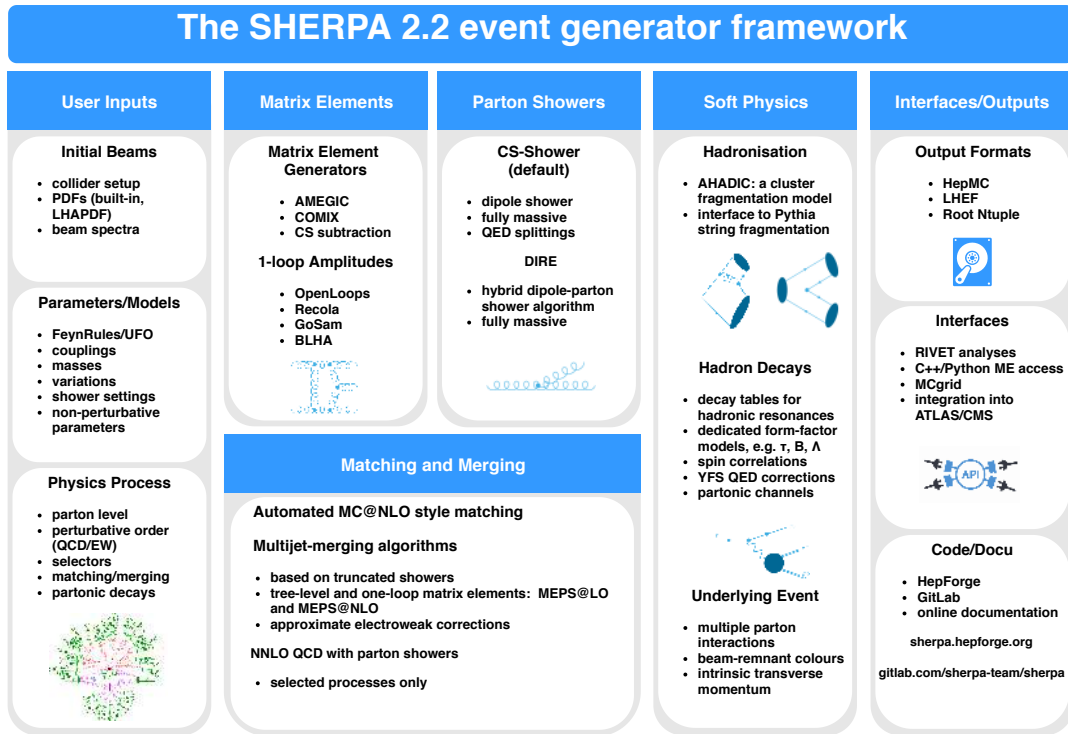 The SHERPA 2.2 event generator framework
User Inputs
Initial Beams
• collider setup
• PDFs (built-in,
LHAPDF)
• beam spectra
Parameters/Models
• FeynRules/UFO
• couplings
• masses
• variations
• shower settings
• non-perturbative
parameters
Physics Process
• parton level
• perturbative order
(QCD/EW)
• selectors
• matching/merging
• partonic decays
Matrix Elements
Matrix Element
Generators
• AMEGIC
• COMIX
• CS subtraction
1-loop Amplitudes
• OpenLoops
• Recola
• GoSam
• BLHA
Parton Showers
CS-Shower
(default)
• dipole shower
• fully massive
• QED splittings
DIRE
• hybrid dipole-parton
shower algorithm
• fully massive
Matching and Merging
Automated MC@NLO style matching
Multijet-merging algorithms
• based on truncated showers
• tree-level and one-loop matrix elements: MEPS@LO
and MEPS@NLO
• approximate electroweak corrections
NNLO QCD with parton showers
• selected processes only
Soft Physics
Hadronisation
• AHADIC: a cluster
fragmentation model
• interface to Pythia
string fragmentation
Hadron Decays
• decay tables for
hadronic resonances
• dedicated form-factor
models, e.g. τ, B, Λ
• spin correlations
• YFS QED corrections
• partonic channels
Underlying Event
• multiple parton
interactions
• beam-remnant colours
• intrinsic transverse
momentum
Interfaces/Outputs
Output Formats
• HepMC
• LHEF
• Root Ntuple
Interfaces
• RIVET analyses
• C++/Python ME access
• MCgrid
• integration into
ATLAS/CMS
API
Code/Docu
• HepForge
• GitLab
• online documentation
sherpa.hepforge.org
gitlab.com/sherpa-team/sherpa